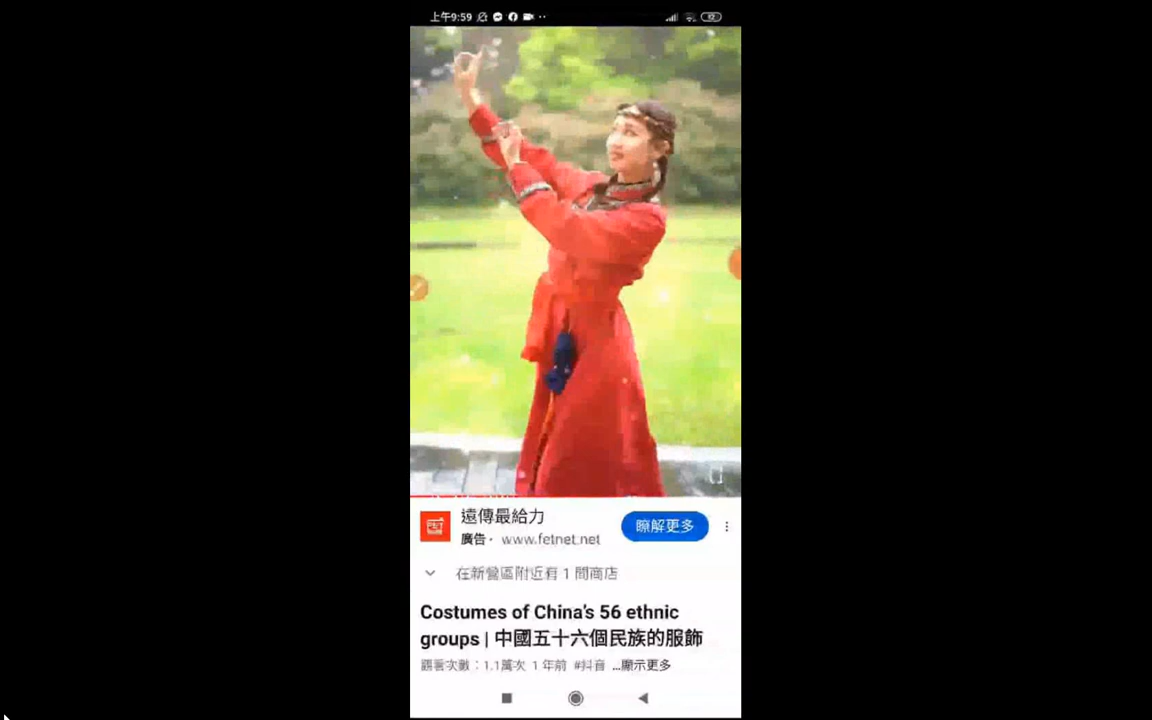 上午9:59
遠傳最給力
廣告・ www.fetnet.net
瞭解更多
在新營區附近有 1 間商店
Costumes of China's 56 ethnic
groups | 中國五十六個民族的服飾
觀看次數：1.1萬次 1 年前 #抖音 ...顯示更多